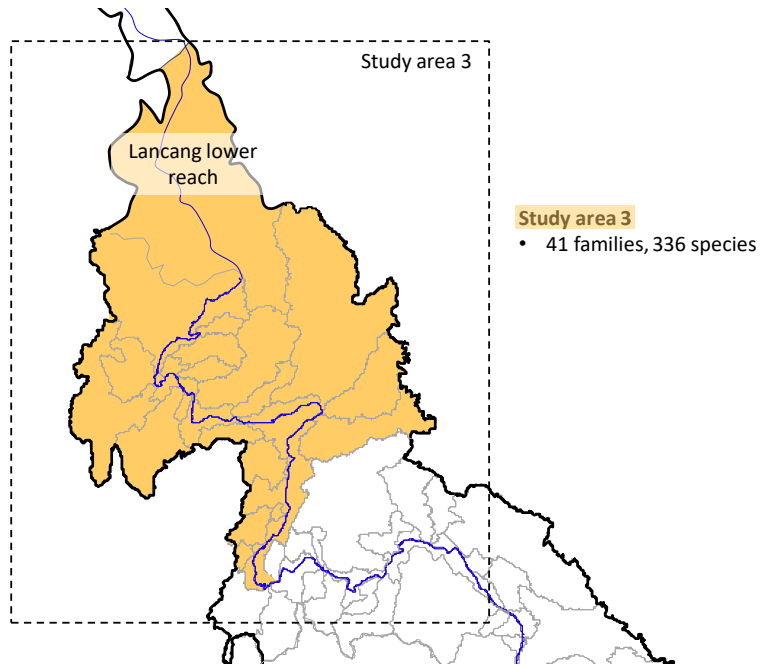 Study area 3
Lancang lower
reach
Study area 3
• 41 families, 336 species